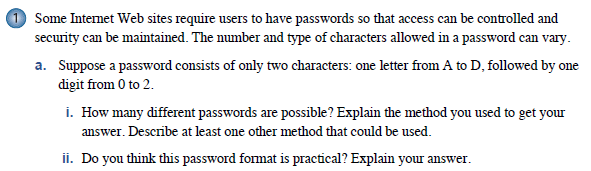 1 Some Internet Web sites require users to have passwords so that access can be controlled and
security can be maintained. The number and type of characters allowed in a password can vary.
a. Suppose a password consists of only two characters: one letter from A to D, followed by one
digit from 0 to 2.
i. How many different passwords are possible? Explain the method you used to get your
answer. Describe at least one other method that could be used.
ii. Do you think this password format is practical? Explain your answer.